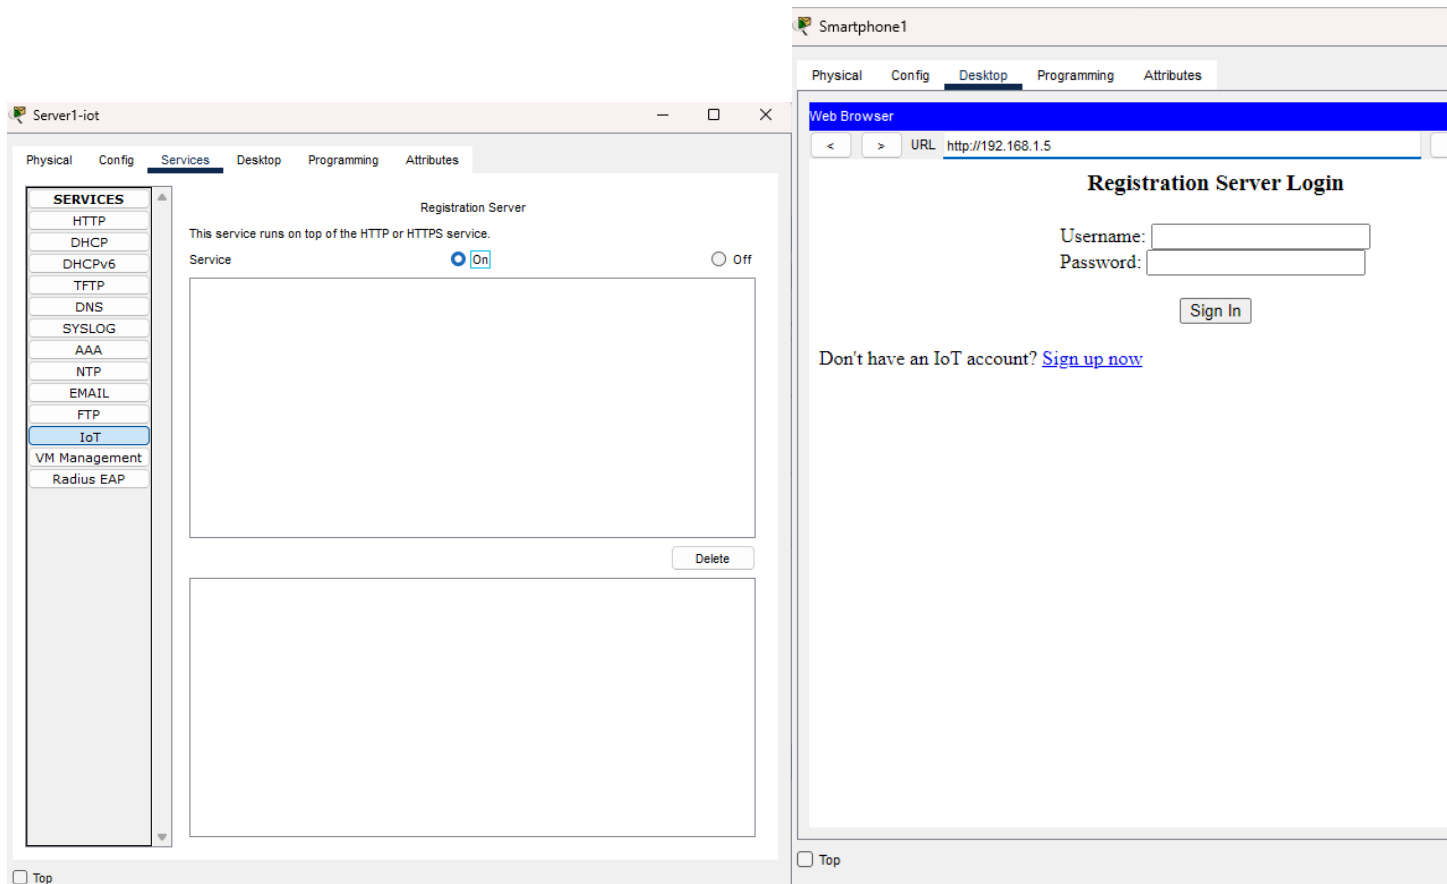 Server1-iot
Physical Config Services Desktop Programming Attributes
SERVICES
HTTP
DHCP
DHCPv6
TFTP
DNS
SYSLOG
AAA
NTP
EMAIL
FTP
IoT
VM Management
Radius EAP
Registration Server
This service runs on top of the HTTP or HTTPS service.
Service On Off
Delete
Top
Smartphone1
Physical Config Desktop Programming Attributes
Web Browser
< > URL http://192.168.1.5
Registration Server Login
Username:
Password:
Sign In
Don't have an IoT account? Sign up now
Top